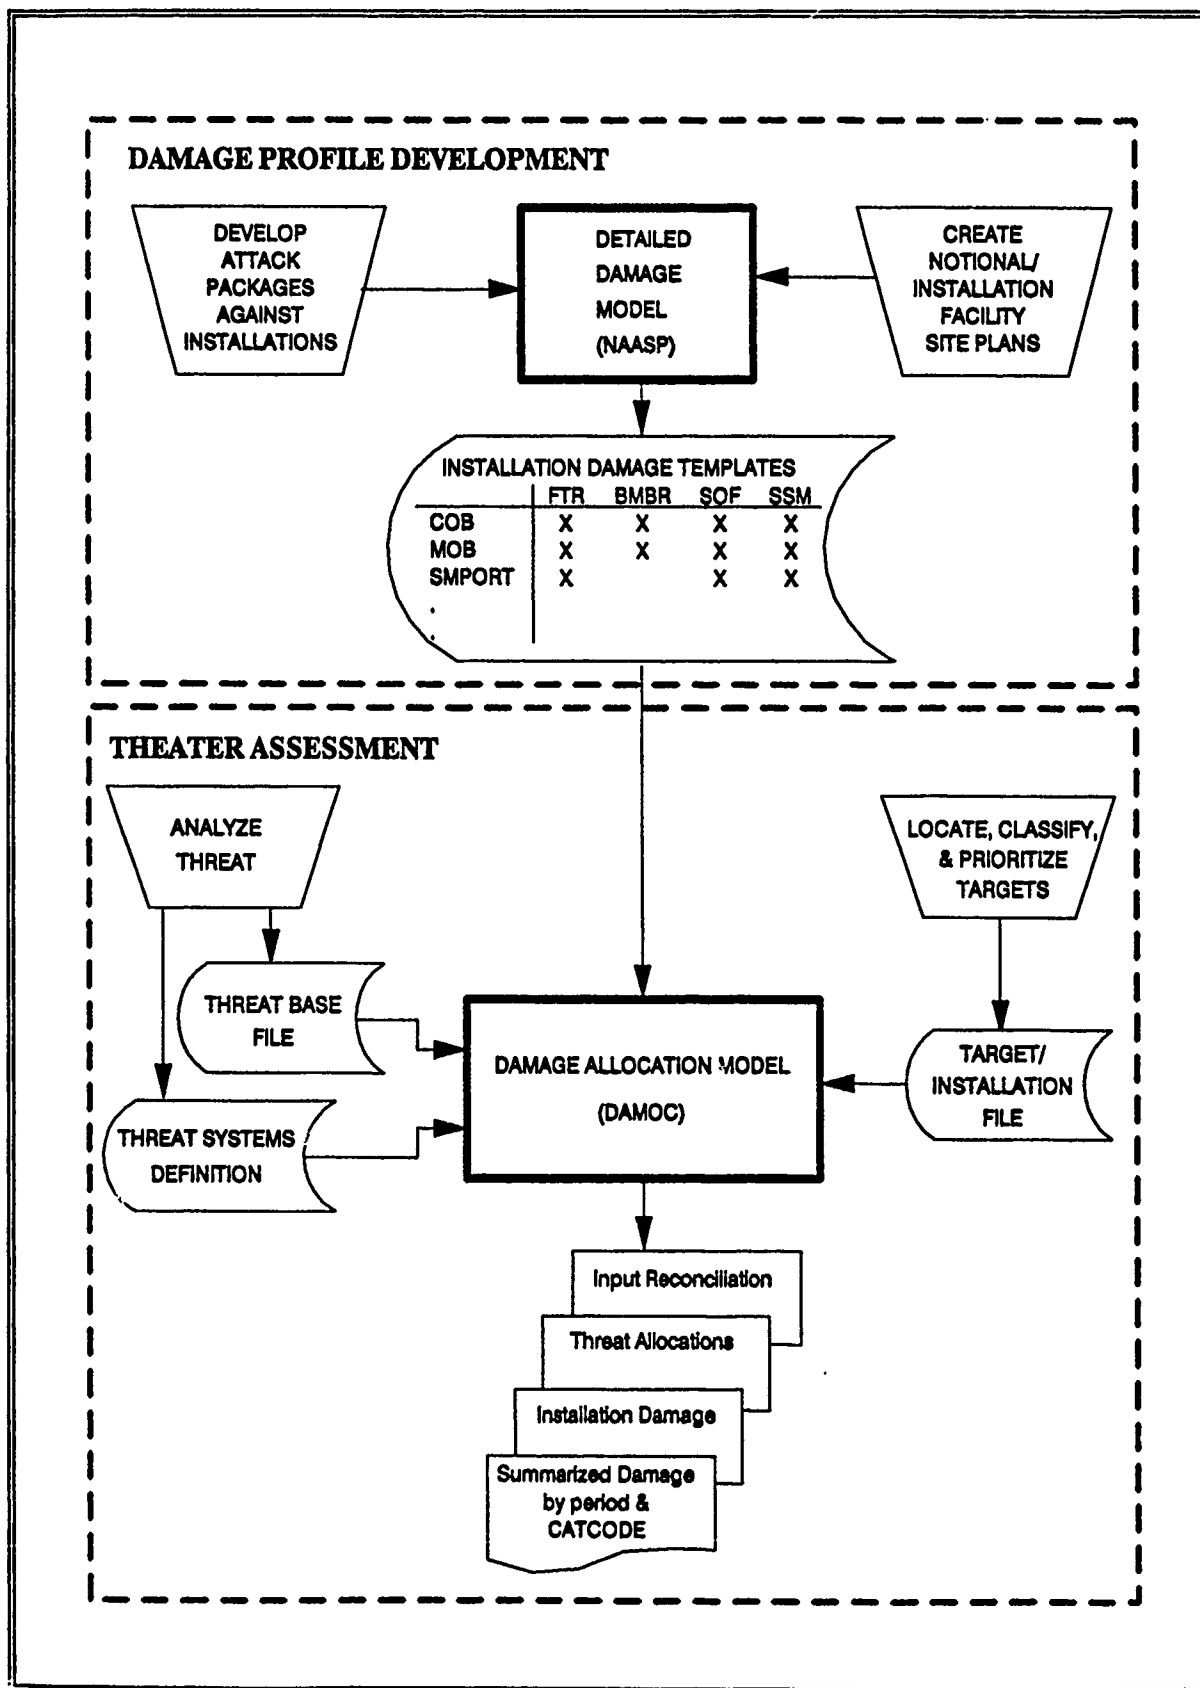 DAMAGE PROFILE DEVELOPMENT
DEVELOP
ATTACK
PACKAGES
AGAINST
INSTALLATIONS
DETAILED
DAMAGE
MODEL
(NAASP)
CREATE
NOTIONAL/
INSTALLATION
FACILITY
SITE PLANS
INSTALLATION DAMAGE TEMPLATES
FTR BMBR SOF SSM
COB X X X X
MOB X X X X
SMPORT X X X
.
.
THEATER ASSESSMENT
ANALYZE
THREAT
LOCATE, CLASSIFY,
& PRIORITIZE
TARGETS
THREAT BASE
FILE
THREAT SYSTEMS
DEFINITION
DAMAGE ALLOCATION MODEL
(DAMOC)
TARGET/
INSTALLATION
FILE
Input Reconciliation
Threat Allocations
Installation Damage
Summarized Damage
by period &
CATCODE